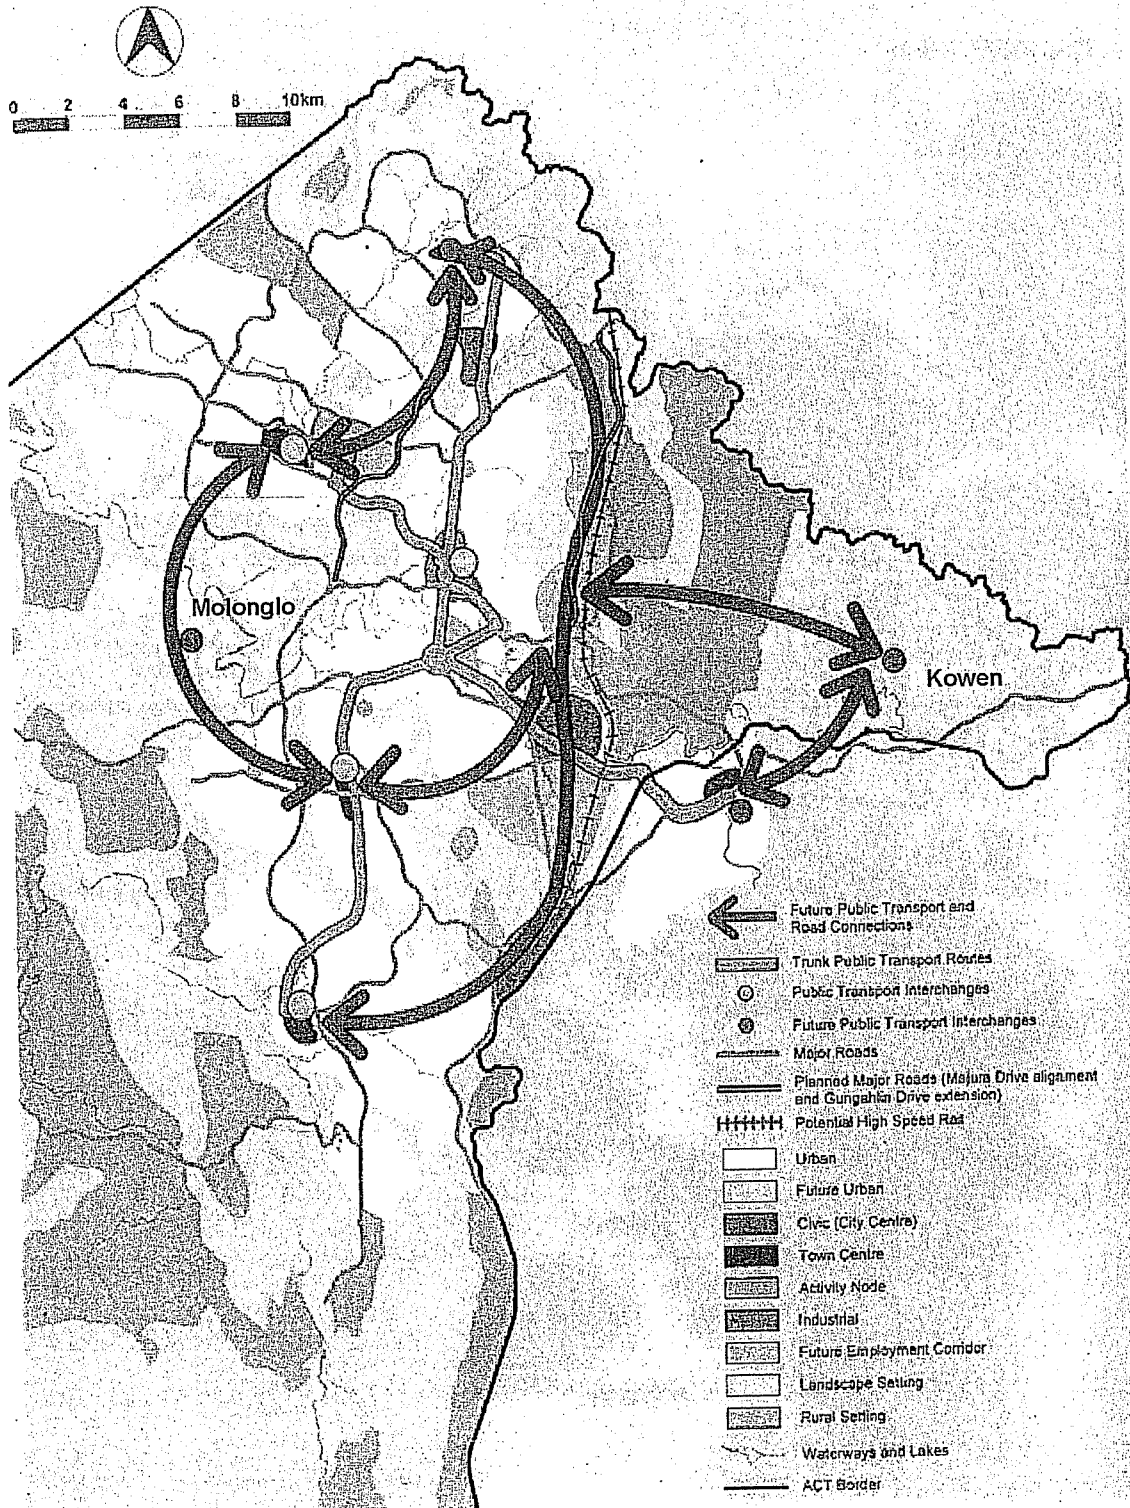 0 2 4 6 8 10km
Molonglo
Kowen
Future Public Transport and
Road Connections
Trunk Public Transport Routes
Public Transport Interchanges
Future Public Transport Interchanges
Major Roads
Planned Major Roads (Majura Drive alignment
and Gungahlin Drive extension)
Potential High Speed Rail
Urban
Future Urban
Civic (City Centre)
Town Centre
Activity Node
Industrial
Future Employment Corridor
Landscape Setting
Rural Setting
Waterways and Lakes
ACT Border